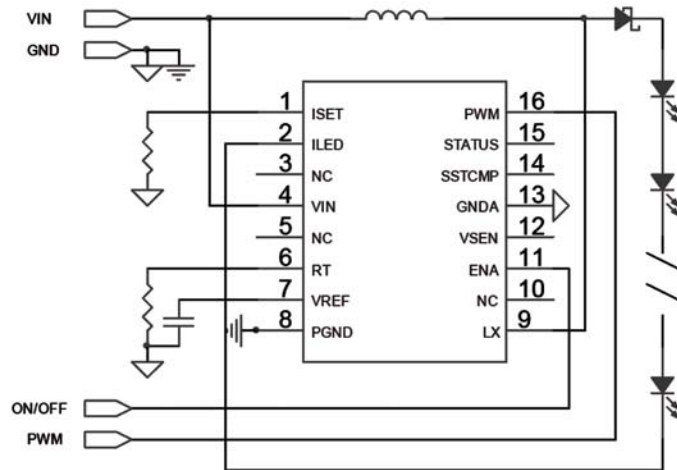 VIN
GND
1 ISET PWM 16
2 ILED STATUS 15
3 NC SSTCMP 14
4 VIN GNDA 13
5 NC VSEN 12
6 RT ENA 11
7 VREF NC 10
8 PGND LX 9
ON/OFF
PWM